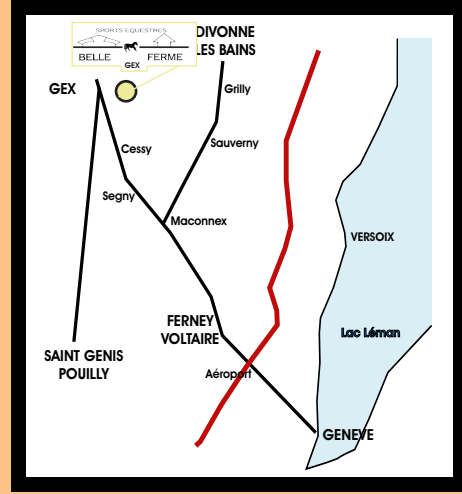 SPORTS EQUESTRES
BELLE FERME
GEX
DIVONNE
LES BAINS
GEX
Grilly
Cessy
Sauverny
Segny
Maconnex
VERSOIX
FERNEY
VOLTAIRE
Lac Léman
SAINT GENIS
POUILLY
Aéroport
GENEVE